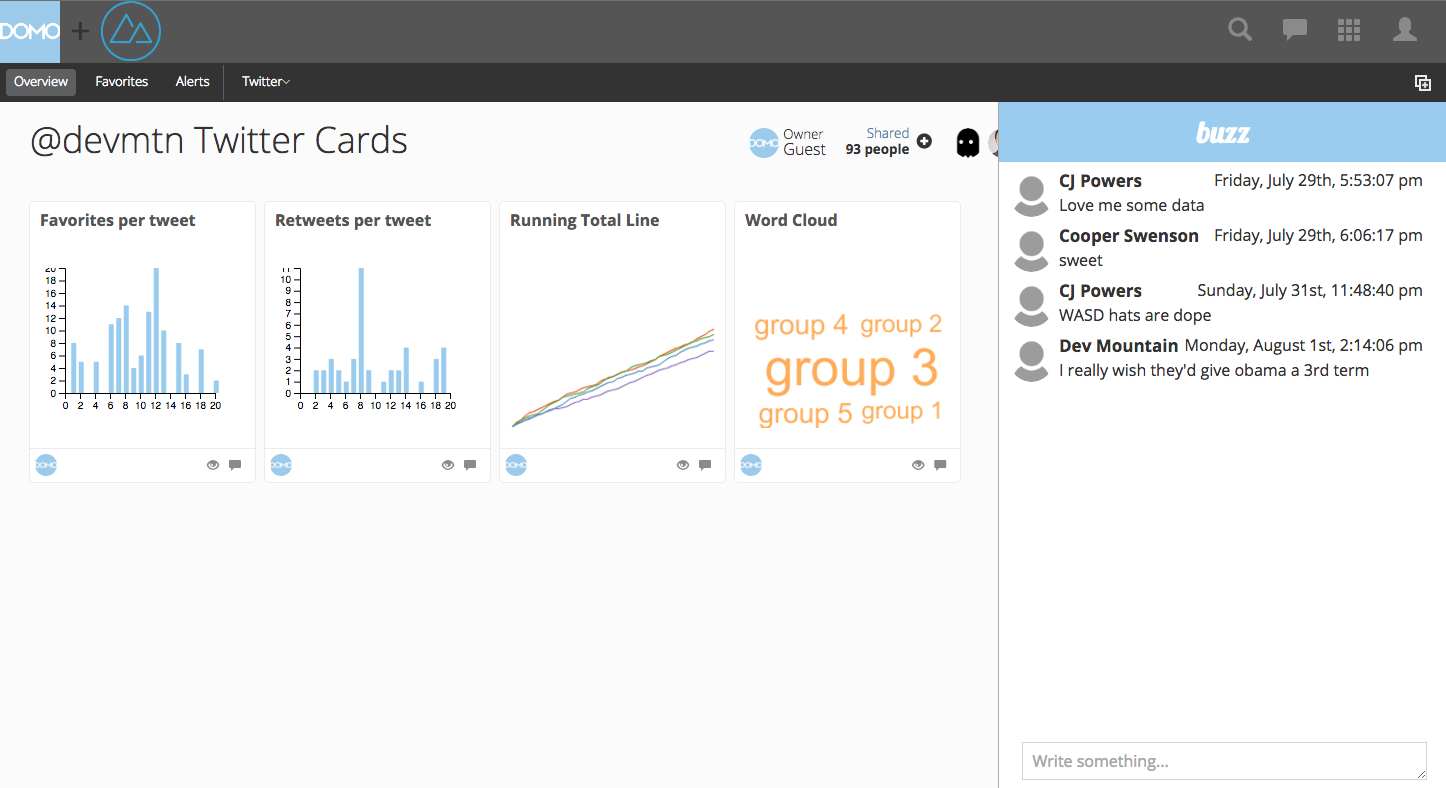 DOMO
Overview Favorites Alerts Twitter
@devmtn Twitter Cards
DOMO
Owner
Guest
Shared
93 people
Favorites per tweet
20
18
16
14
12
10
8
6
4
2
0
0 2 4 6 8 10 12 14 16 18 20
DOMO
Retweets per tweet
11
10
9
8
7
6
5
4
3
2
1
0
0 2 4 6 8 10 12 14 16 18 20
DOMO
Running Total Line
DOMO
Word Cloud
group 4 group 2
group 3
group 5 group 1
DOMO
buzz
CJ Powers Friday, July 29th, 5:53:07 pm
Love me some data
Cooper Swenson Friday, July 29th, 6:06:17 pm
sweet
CJ Powers Sunday, July 31st, 11:48:40 pm
WASD hats are dope
Dev Mountain Monday, August 1st, 2:14:06 pm
I really wish they'd give obama a 3rd term
Write something...